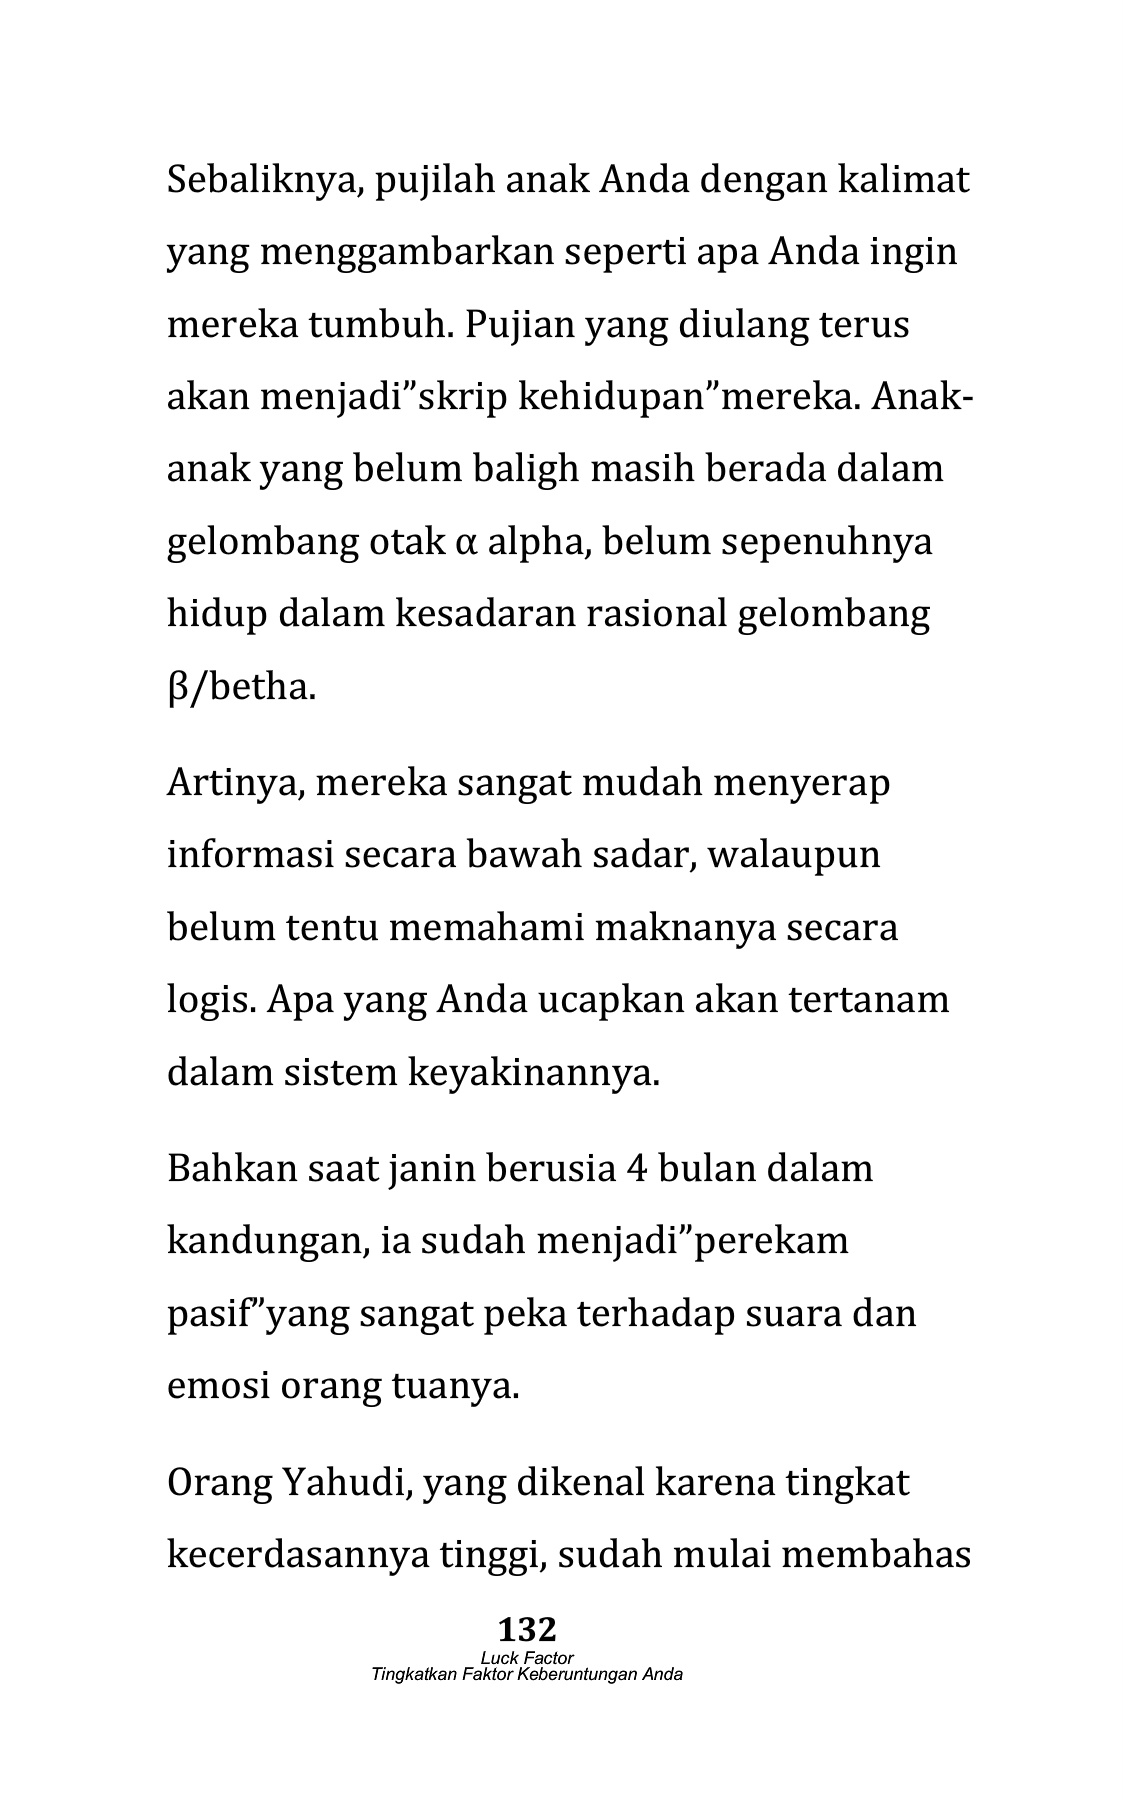 Sebaliknya, pujilah anak Anda dengan kalimat
yang menggambarkan seperti apa Anda ingin
mereka tumbuh. Pujian yang diulang terus
akan menjadi”skrip kehidupan”mereka. Anak-
anak yang belum baligh masih berada dalam
gelombang otak α alpha, belum sepenuhnya
hidup dalam kesadaran rasional gelombang
β/betha.
Artinya, mereka sangat mudah menyerap
informasi secara bawah sadar, walaupun
belum tentu memahami maknanya secara
logis. Apa yang Anda ucapkan akan tertanam
dalam sistem keyakinannya.
Bahkan saat janin berusia 4 bulan dalam
kandungan, ia sudah menjadi”perekam
pasif”yang sangat peka terhadap suara dan
emosi orang tuanya.
Orang Yahudi, yang dikenal karena tingkat
kecerdasannya tinggi, sudah mulai membahas
132
Luck Factor
Tingkatkan Faktor Keberuntungan Anda